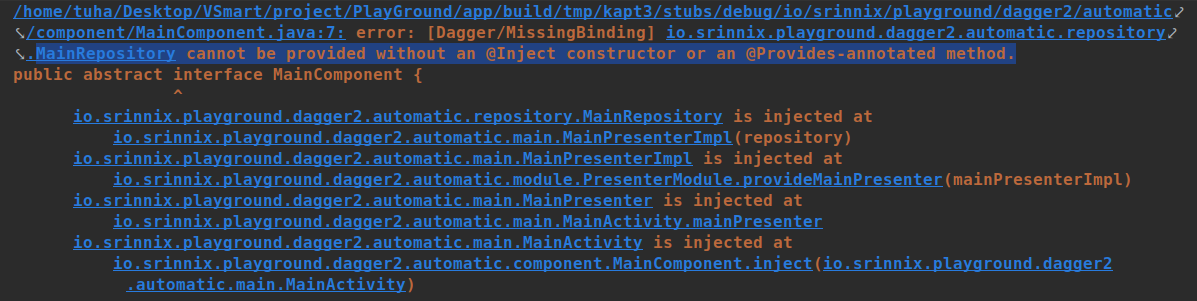 /home/tuha/Desktop/VSmart/project/PlayGround/app/build/tmp/kapt3/stubs/debug/io/srinnix/playground/dagger2/automatic
/component/MainComponent.java:7: error: [Dagger/MissingBinding] io.srinnix.playground.dagger2.automatic.repository
.MainRepository cannot be provided without an @Inject constructor or an @Provides-annotated method.
public abstract interface MainComponent {
^
io.srinnix.playground.dagger2.automatic.repository.MainRepository is injected at
io.srinnix.playground.dagger2.automatic.main.MainPresenterImpl(repository)
io.srinnix.playground.dagger2.automatic.main.MainPresenterImpl is injected at
io.srinnix.playground.dagger2.automatic.module.PresenterModule.provideMainPresenter(mainPresenterImpl)
io.srinnix.playground.dagger2.automatic.main.MainPresenter is injected at
io.srinnix.playground.dagger2.automatic.main.MainActivity.mainPresenter
io.srinnix.playground.dagger2.automatic.main.MainActivity is injected at
io.srinnix.playground.dagger2.automatic.component.MainComponent.inject(io.srinnix.playground.dagger2
.automatic.main.MainActivity)